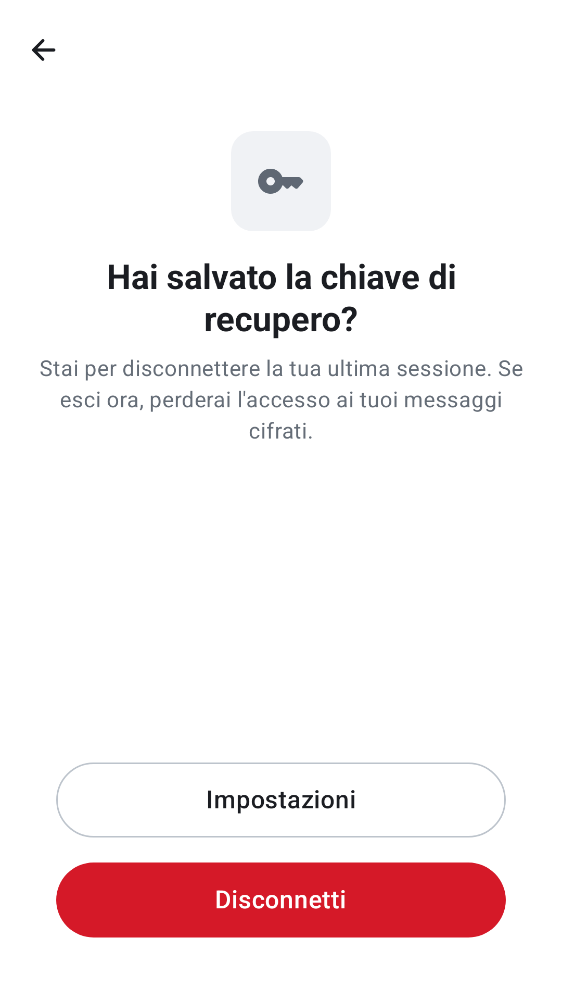 Hai salvato la chiave di
recupero?
Stai per disconnettere la tua ultima sessione. Se
esci ora, perderai l'accesso ai tuoi messaggi
cifrati.
Impostazioni
Disconnetti